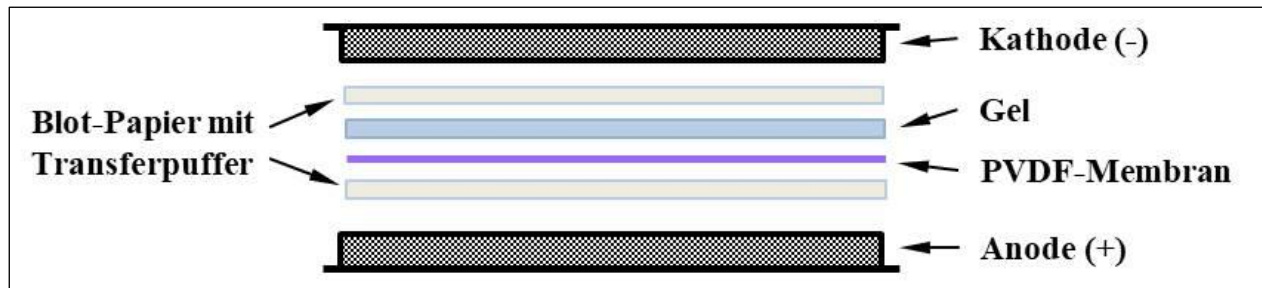 Kathode (-)
Blot-Papier mit
Transferpuffer
Gel
PVDF-Membran
Anode (+)